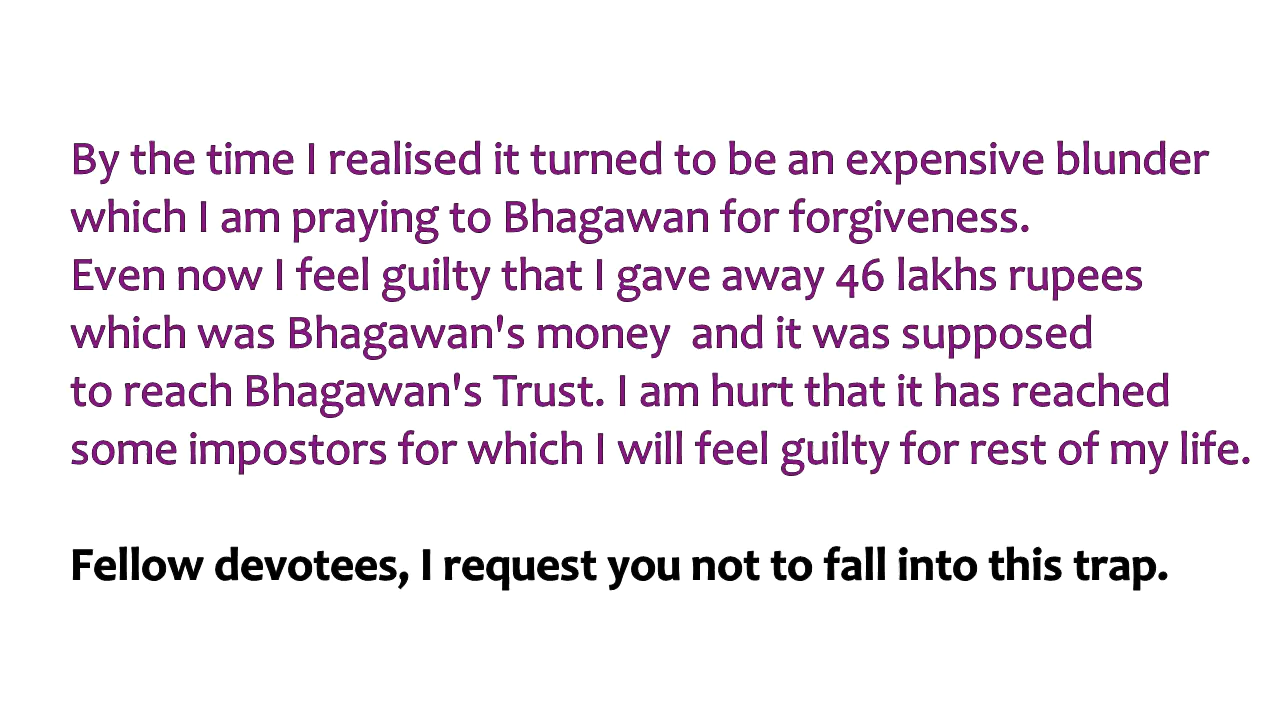 By the time I realised it turned to be an expensive blunder
which I am praying to Bhagawan for forgiveness.
Even now I feel guilty that I gave away 46 lakhs rupees
which was Bhagawan's money  and it was supposed
to reach Bhagawan's Trust. I am hurt that it has reached
some impostors for which I will feel guilty for rest of my life.
Fellow devotees, I request you not to fall into this trap.